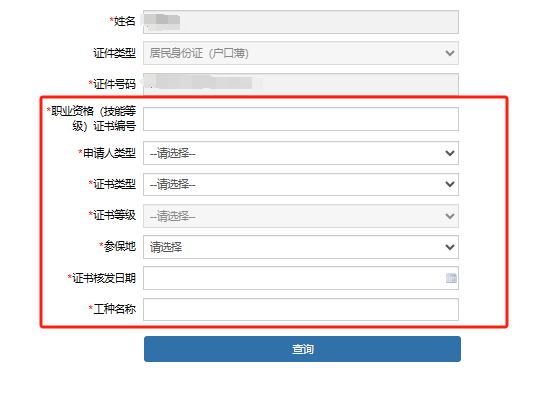 *姓名
证件类型 居民身份证（户口薄）
*证件号码
*职业资格（技能等
级）证书编号
*申请人类型 --请选择--
*证书类型 --请选择--
*证书等级 --请选择--
*参保地 请选择
*证书核发日期
*工种名称
查询